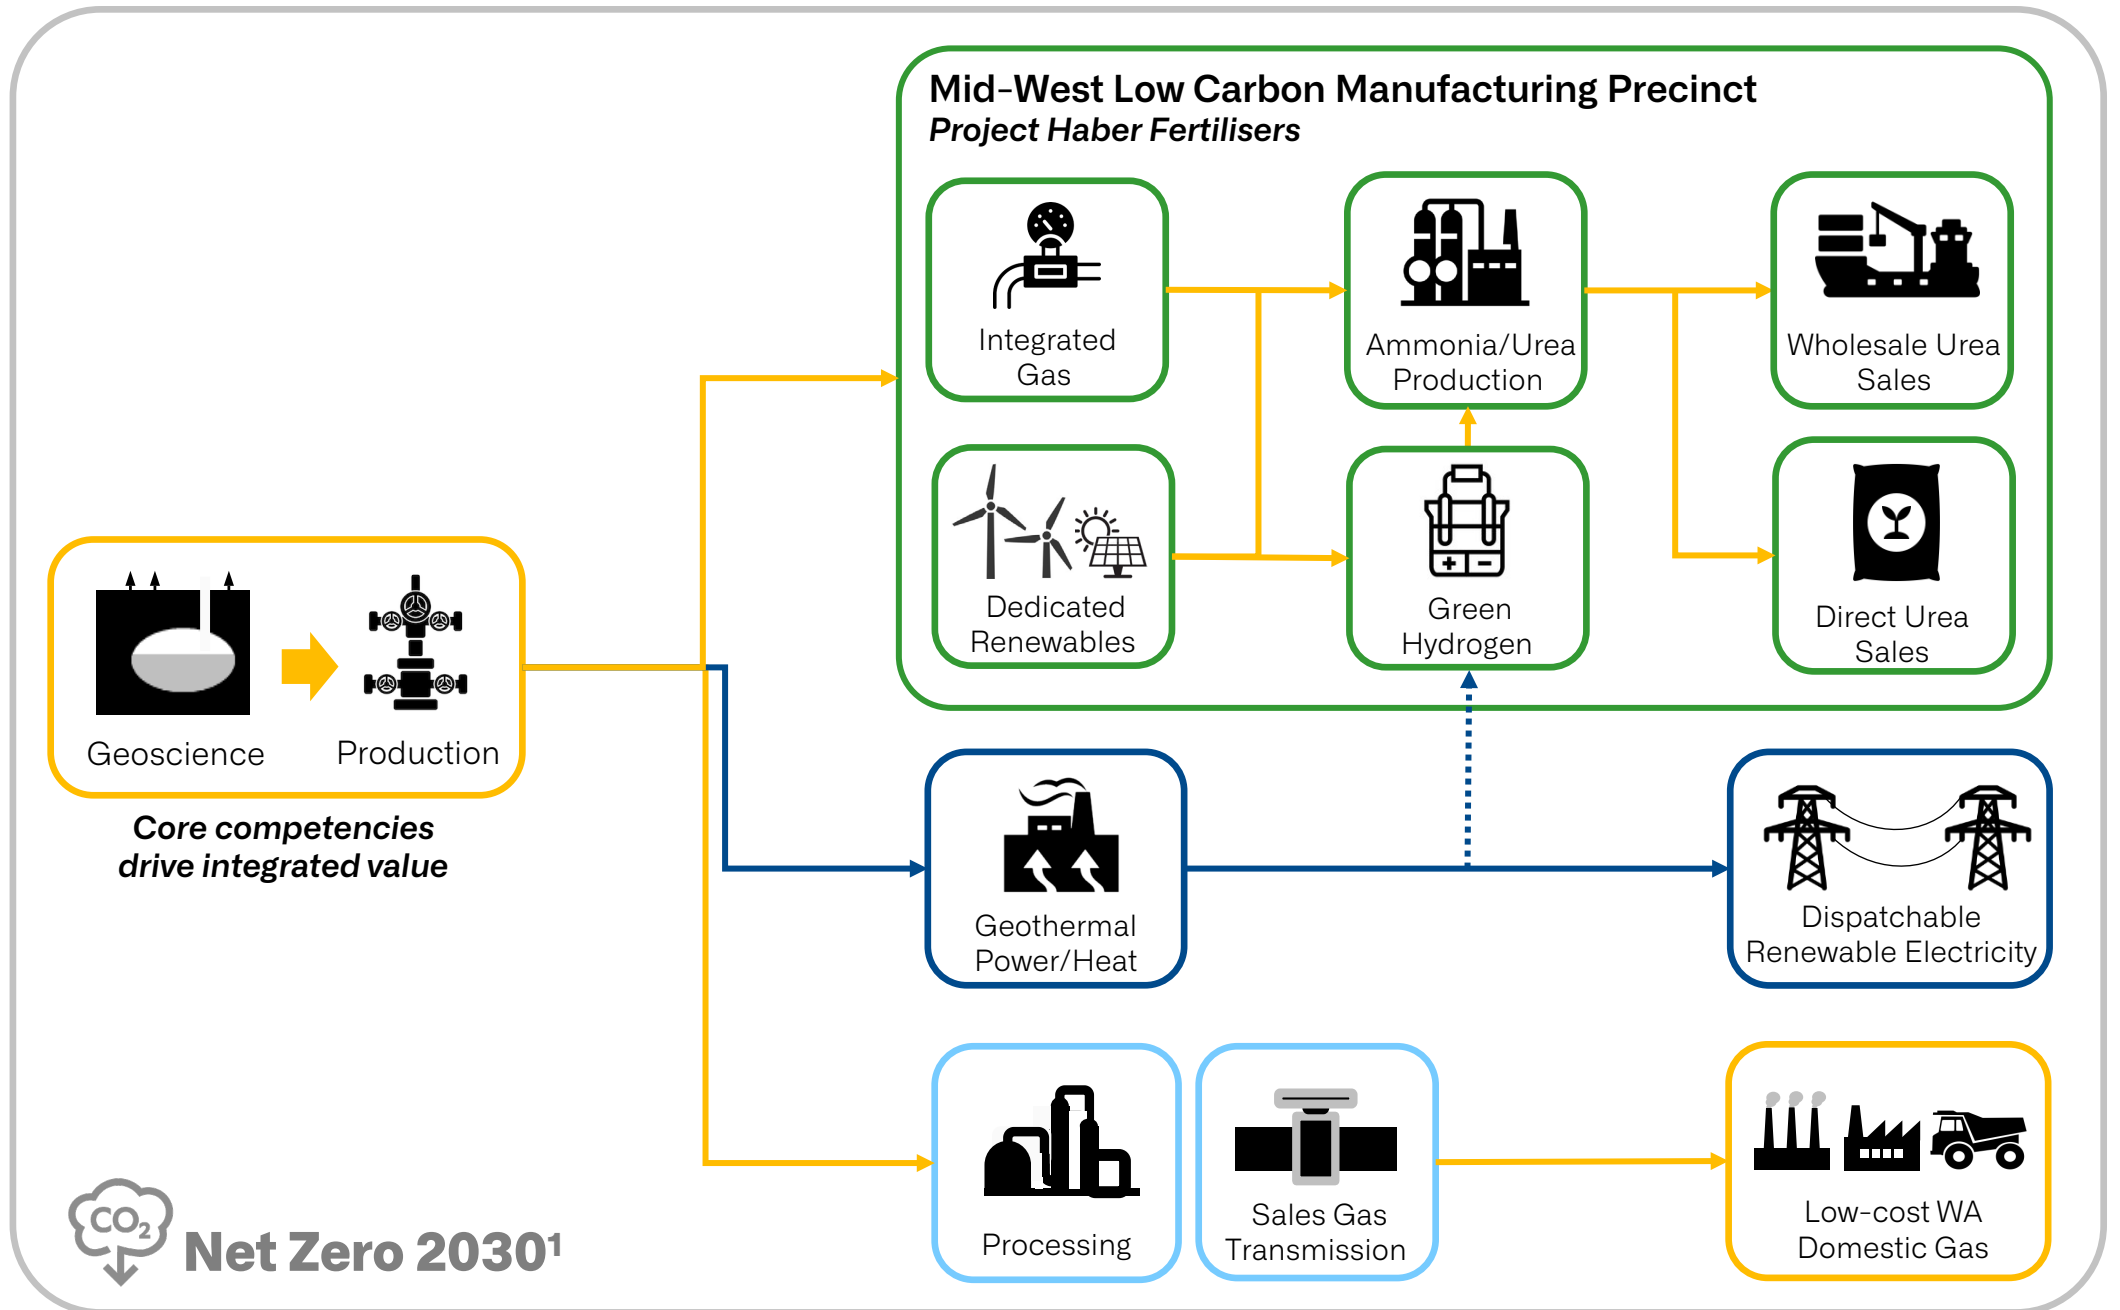 Mid-West Low Carbon Manufacturing Precinct
Project Haber Fertilisers
Integrated
Gas
Ammonia/Urea
Production
Wholesale Urea
Sales
Dedicated
Renewables
Green
Hydrogen
Direct Urea
Sales
Geoscience
Production
Core competencies
drive integrated value
Geothermal
Power/Heat
Dispatchable
Renewable Electricity
Processing
Sales Gas
Transmission
Low-cost WA
Domestic Gas
CO₂
Net Zero 2030¹